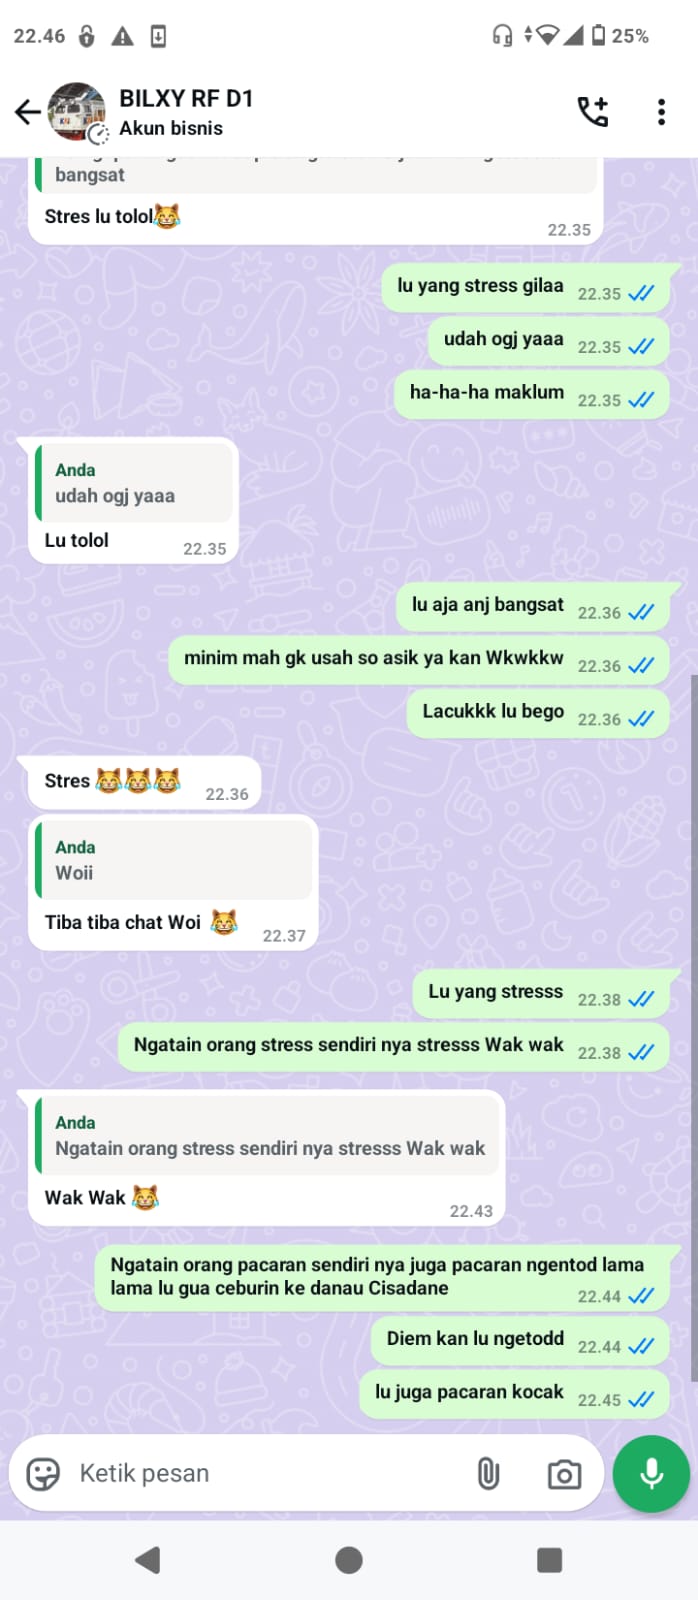 22.46
25%
BILXY RF D1
Akun bisnis
bangsat
Stres lu tolol😹
22.35
lu yang stress gilaa 22.35
udah ogj yaaa 22.35
ha-ha-ha maklum 22.35
Anda
udah ogj yaaa
Lu tolol 22.35
lu aja anj bangsat 22.36
minim mah gk usah so asik ya kan Wkwkkw 22.36
Lacukkk lu bego 22.36
Stres 😹😹😹 22.36
Anda
Woii
Tiba tiba chat Woi 😹 22.37
Lu yang stresss 22.38
Ngatain orang stress sendiri nya stresss Wak wak 22.38
Anda
Ngatain orang stress sendiri nya stresss Wak wak
Wak Wak 😹
22.43
Ngatain orang pacaran sendiri nya juga pacaran ngentod lama
lama lu gua ceburin ke danau Cisadane 22.44
Diem kan lu ngetodd 22.44
lu juga pacaran kocak 22.45
Ketik pesan